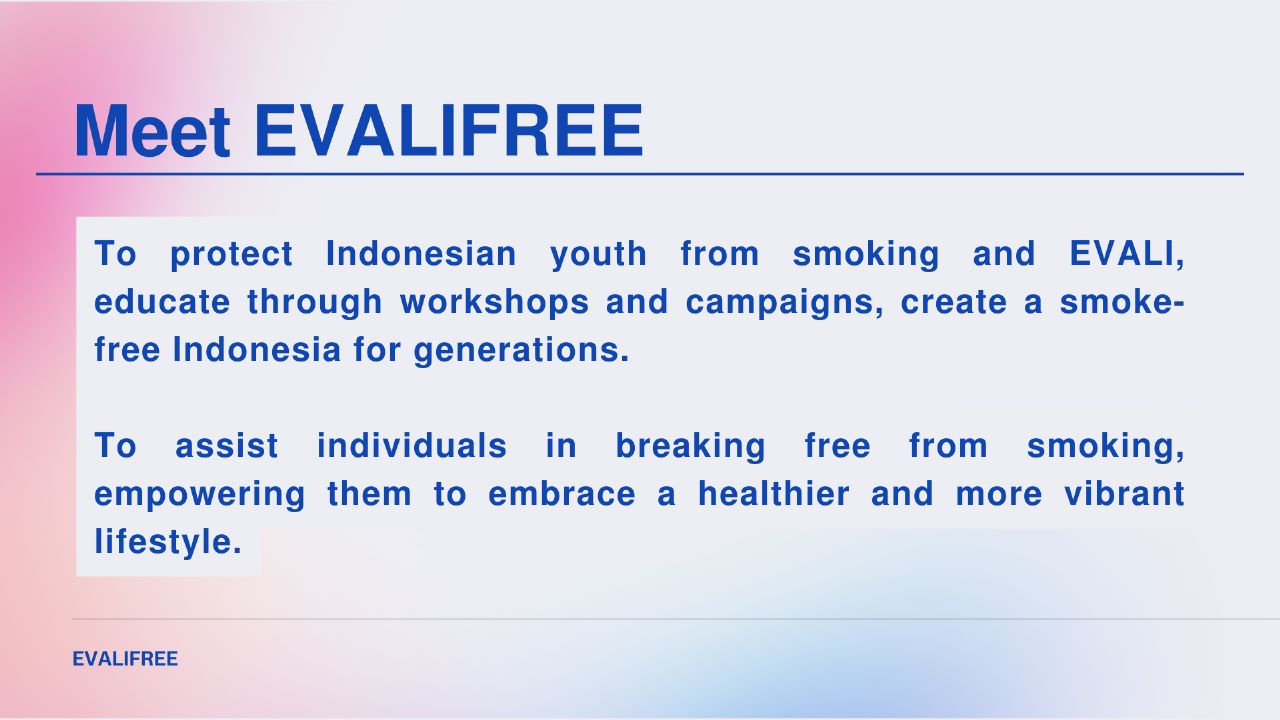 Meet EVALIFREE
To protect Indonesian youth from smoking and EVALI,
educate through workshops and campaigns, create a smoke-
free Indonesia for generations.
To assist individuals in breaking free from smoking,
empowering them to embrace a healthier and more vibrant
lifestyle.
EVALIFREE